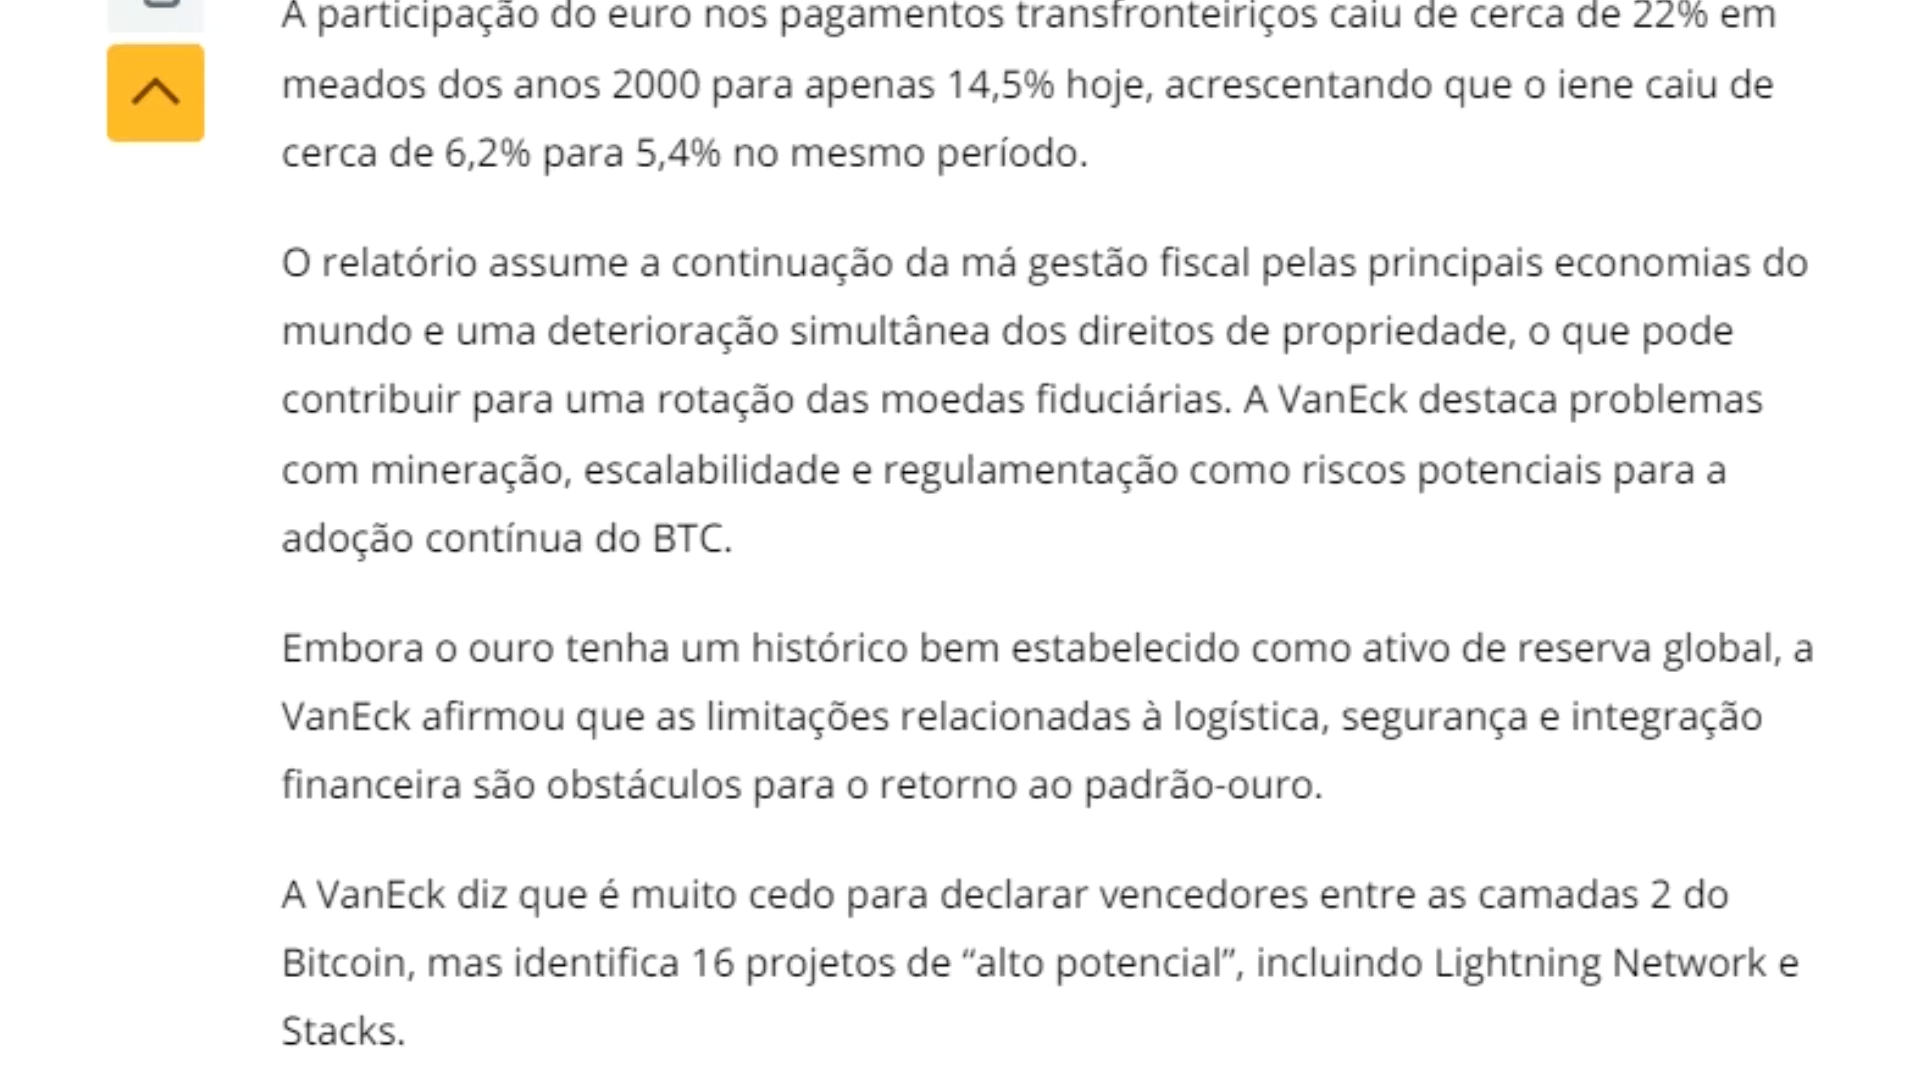 A participação do euro nos pagamentos transfronteiriços caiu de cerca de 22% em
meados dos anos 2000 para apenas 14,5% hoje, acrescentando que o iene caiu de
cerca de 6,2% para 5,4% no mesmo período.
O relatório assume a continuação da má gestão fiscal pelas principais economias do
mundo e uma deterioração simultânea dos direitos de propriedade, o que pode
contribuir para uma rotação das moedas fiduciárias. A VanEck destaca problemas
com mineração, escalabilidade e regulamentação como riscos potenciais para a
adoção contínua do BTC.
Embora o ouro tenha um histórico bem estabelecido como ativo de reserva global, a
VanEck afirmou que as limitações relacionadas à logística, segurança e integração
financeira são obstáculos para o retorno ao padrão-ouro.
A VanEck diz que é muito cedo para declarar vencedores entre as camadas 2 do
Bitcoin, mas identifica 16 projetos de “alto potencial”, incluindo Lightning Network e
Stacks.